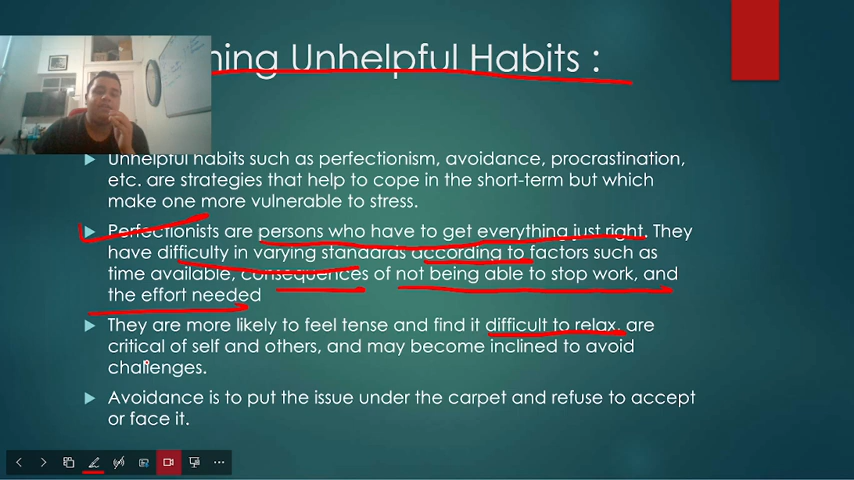 ning Unhelpful Habits :
Unhelpful habits such as perfectionism, avoidance, procrastination,
etc. are strategies that help to cope in the short-term but which
make one more vulnerable to stress.
Perfectionists are persons who have to get everything just right. They
have difficulty in varying standards according to factors such as
time available, consequences of not being able to stop work, and
the effort needed
They are more likely to feel tense and find it difficult to relax. are
critical of self and others, and may become inclined to avoid
challenges.
Avoidance is to put the issue under the carpet and refuse to accept
or face it.